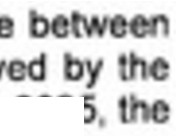 e between
ved by the
5, the